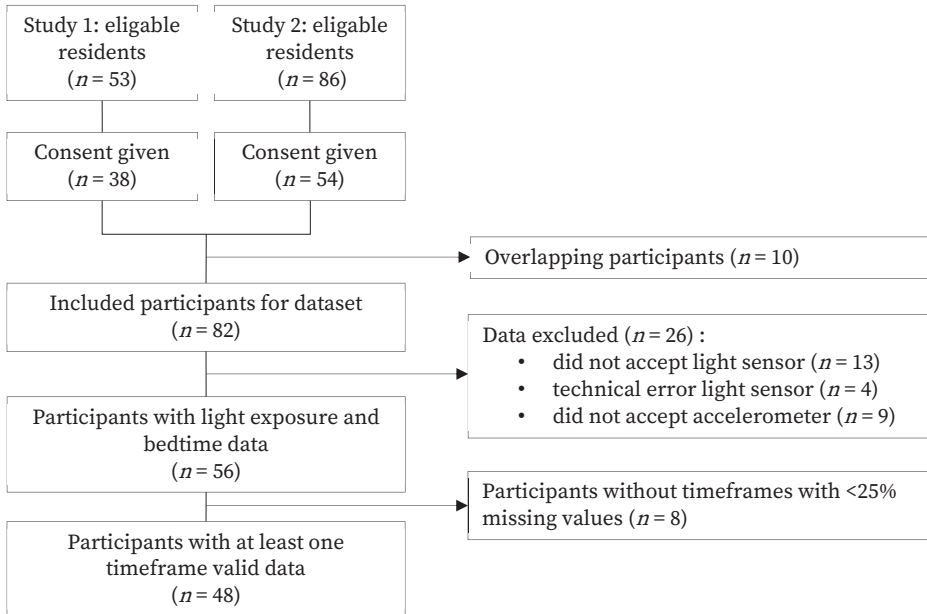 Study 1: eligable
residents
(n = 53)
Study 2: eligable
residents
(n = 86)
Consent given
(n = 38)
Consent given
(n = 54)
Overlapping participants (n = 10)
Included participants for dataset
(n = 82)
Data excluded (n = 26) :
• did not accept light sensor (n = 13)
• technical error light sensor (n = 4)
• did not accept accelerometer (n = 9)
Participants with light exposure and
bedtime data
(n = 56)
Participants without timeframes with <25%
missing values (n = 8)
Participants with at least one
timeframe valid data
(n = 48)